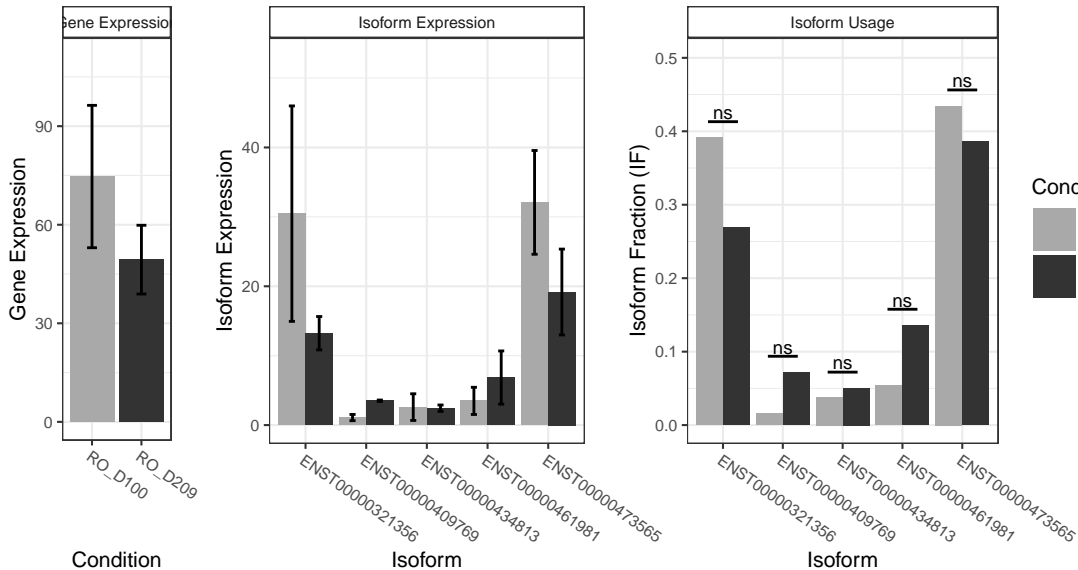 Gene Expression
Isoform Expression
Isoform Usage
Gene Expression
90
60
30
0
RO_D100
RO_D209
Condition
Isoform Expression
40
20
0
ENST00000321356
ENST00000409769
ENST00000434813
ENST00000461981
ENST00000473565
Isoform
Isoform Fraction (IF)
0.5
0.4
0.3
0.2
0.1
0.0
ns
ns
ns
ns
ns
ENST00000321356
ENST00000409769
ENST00000434813
ENST00000461981
ENST00000473565
Isoform
Cond